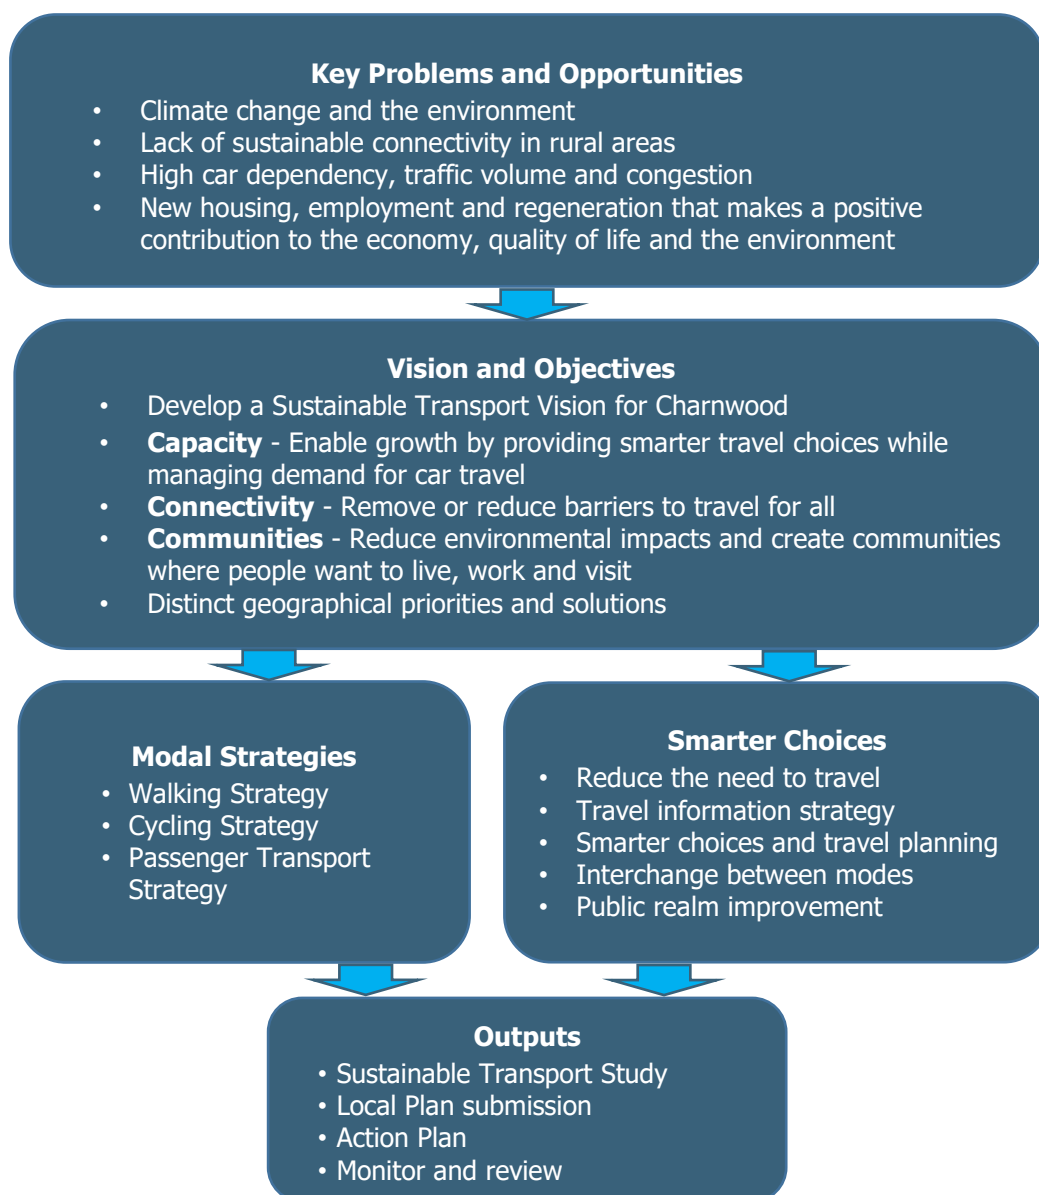 Key Problems and Opportunities
• Climate change and the environment
• Lack of sustainable connectivity in rural areas
• High car dependency, traffic volume and congestion
• New housing, employment and regeneration that makes a positive
contribution to the economy, quality of life and the environment
Vision and Objectives
• Develop a Sustainable Transport Vision for Charnwood
• Capacity - Enable growth by providing smarter travel choices while
managing demand for car travel
• Connectivity - Remove or reduce barriers to travel for all
• Communities - Reduce environmental impacts and create communities
where people want to live, work and visit
• Distinct geographical priorities and solutions
Modal Strategies
• Walking Strategy
• Cycling Strategy
• Passenger Transport
Strategy
Smarter Choices
• Reduce the need to travel
• Travel information strategy
• Smarter choices and travel planning
• Interchange between modes
• Public realm improvement
Outputs
• Sustainable Transport Study
• Local Plan submission
• Action Plan
• Monitor and review